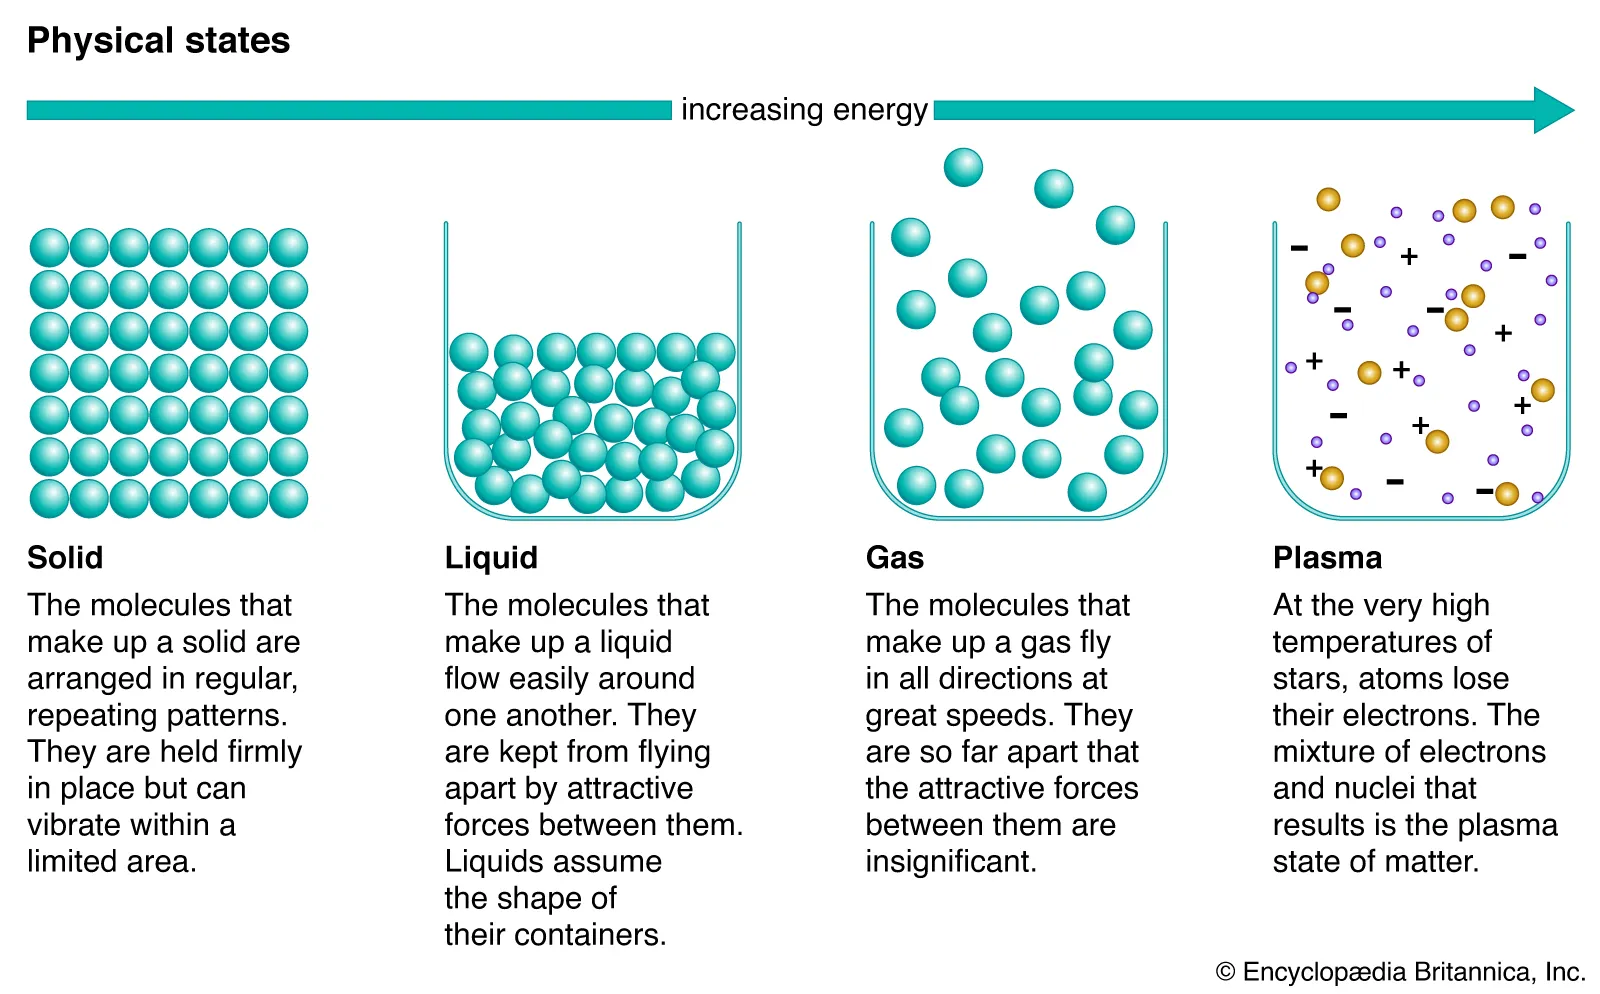 Physical states
increasing energy
− + −
− − +
+ +
− + +
+ − −
Solid
The molecules that
make up a solid are
arranged in regular,
repeating patterns.
They are held firmly
in place but can
vibrate within a
limited area.
Liquid
The molecules that
make up a liquid
flow easily around
one another. They
are kept from flying
apart by attractive
forces between them.
Liquids assume
the shape of
their containers.
Gas
The molecules that
make up a gas fly
in all directions at
great speeds. They
are so far apart that
the attractive forces
between them are
insignificant.
Plasma
At the very high
temperatures of
stars, atoms lose
their electrons. The
mixture of electrons
and nuclei that
results is the plasma
state of matter.
© Encyclopædia Britannica, Inc.